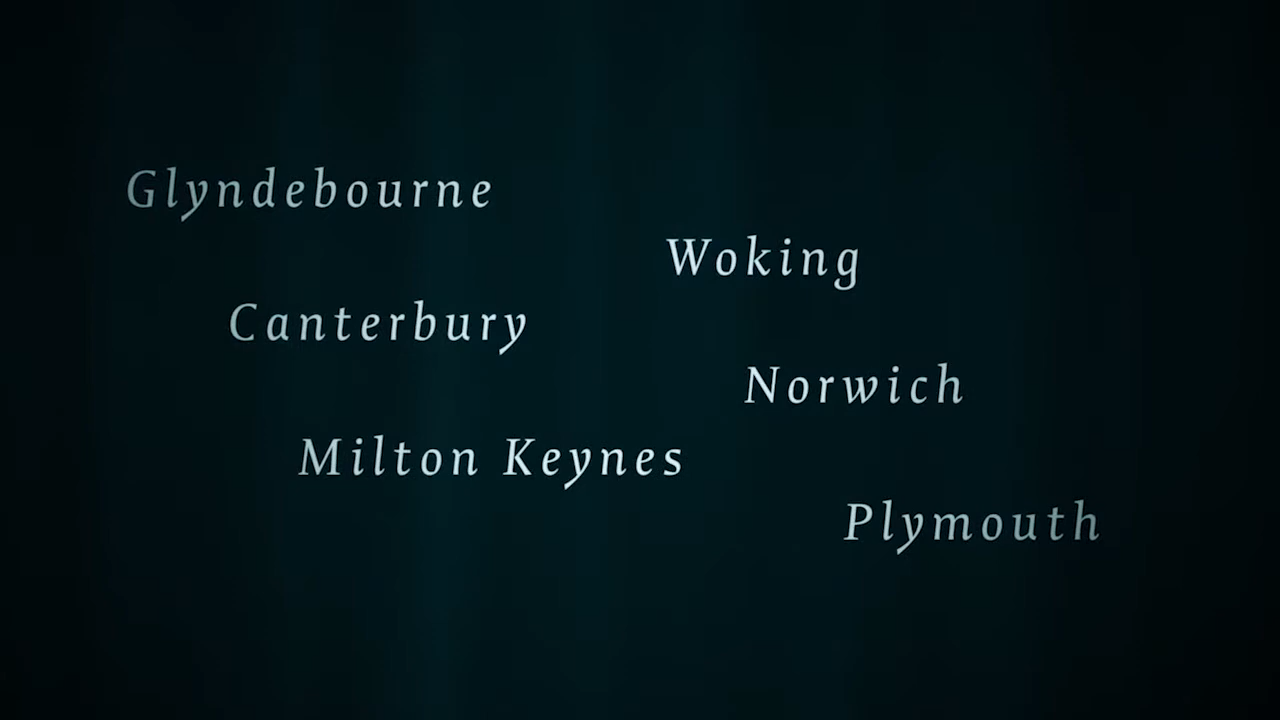 Glyndebourne
Woking
Canterbury
Norwich
Milton Keynes
Plymouth